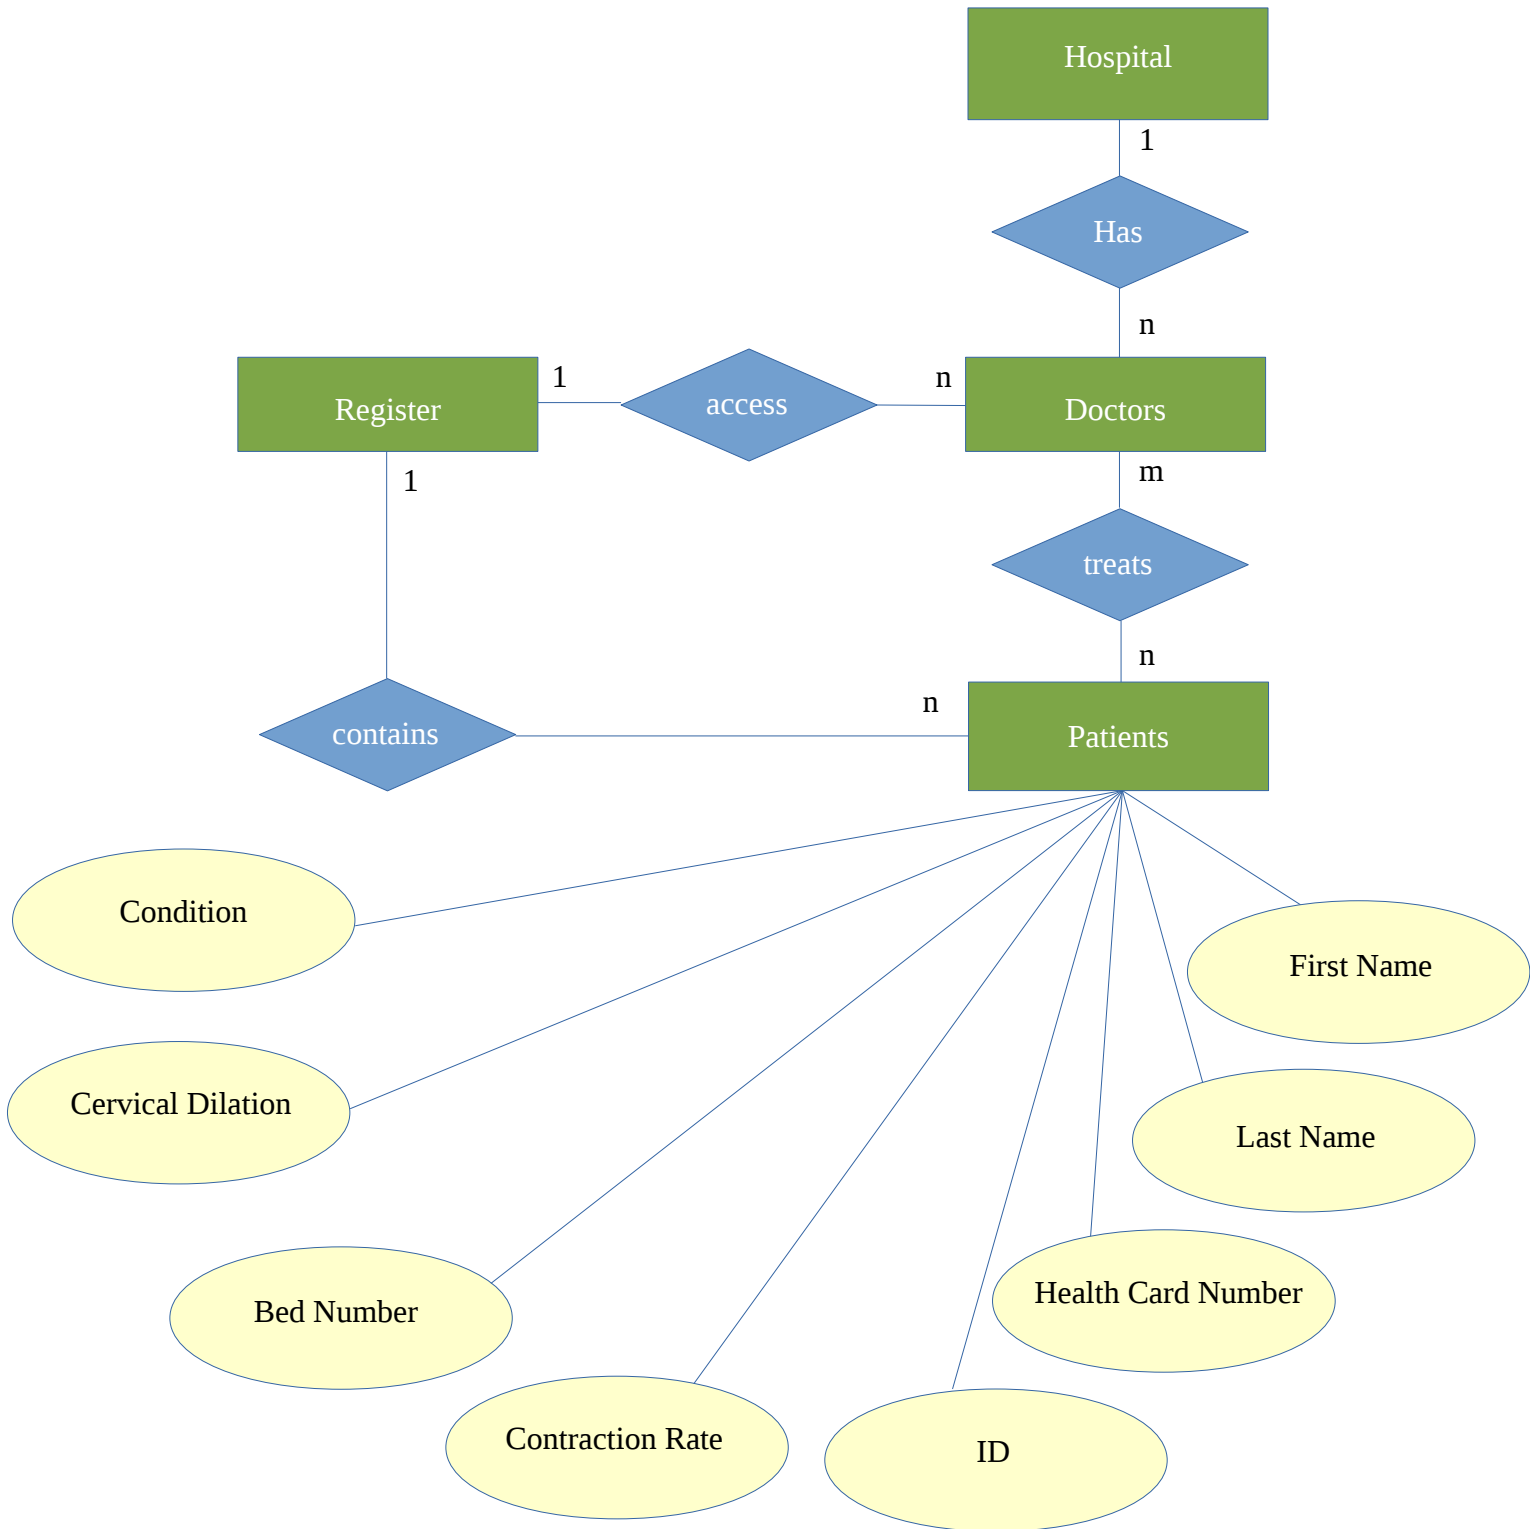 Hospital
1
Has
n
1
n
Register
access
Doctors
1
m
treats
n
n
contains
Patients
Condition
First Name
Cervical Dilation
Last Name
Health Card Number
Bed Number
Contraction Rate
ID